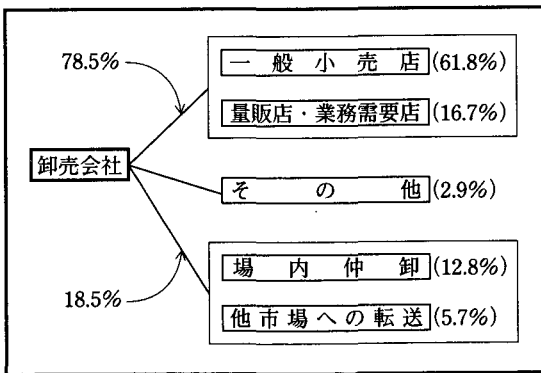 78.5%
一般小売店(61.8%)
量販店・業務需要店(16.7%)
卸売会社
その他(2.9%)
場内仲卸(12.8%)
18.5%
他市場への転送(5.7%)